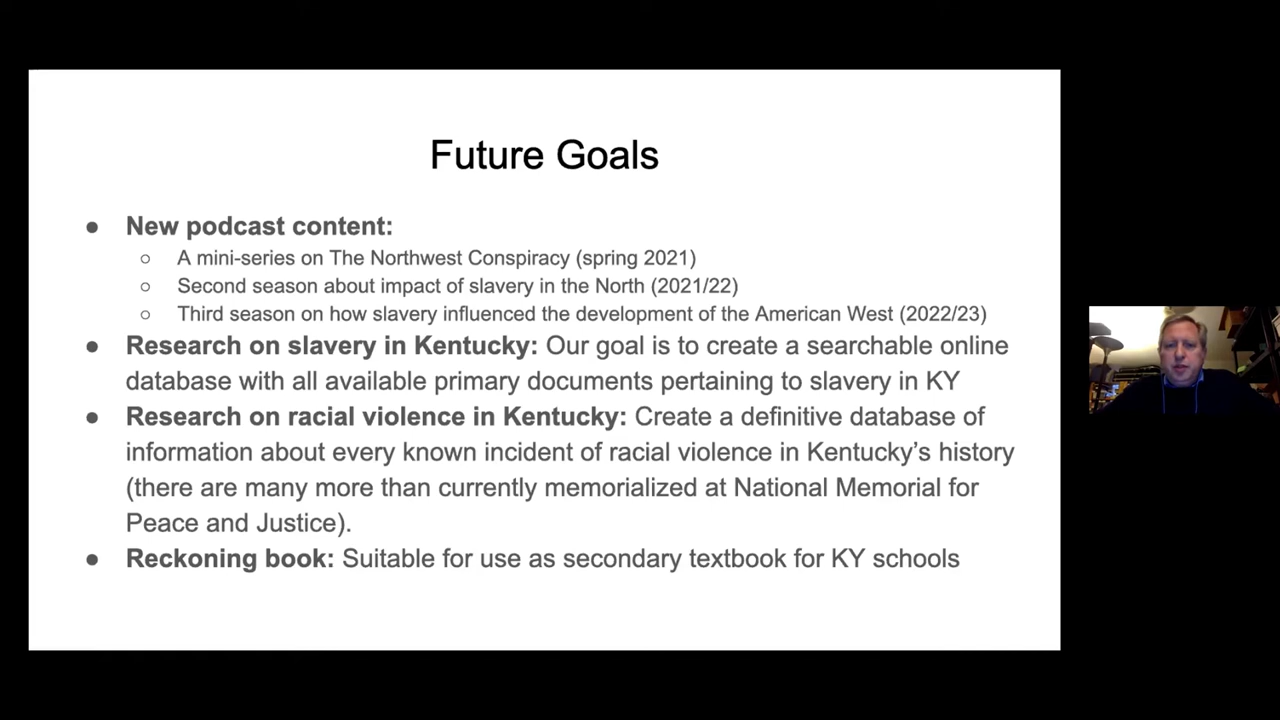 Future Goals
● New podcast content:
○ A mini-series on The Northwest Conspiracy (spring 2021)
○ Second season about impact of slavery in the North (2021/22)
○ Third season on how slavery influenced the development of the American West (2022/23)
● Research on slavery in Kentucky: Our goal is to create a searchable online
database with all available primary documents pertaining to slavery in KY
● Research on racial violence in Kentucky: Create a definitive database of
information about every known incident of racial violence in Kentucky’s history
(there are many more than currently memorialized at National Memorial for
Peace and Justice).
● Reckoning book: Suitable for use as secondary textbook for KY schools